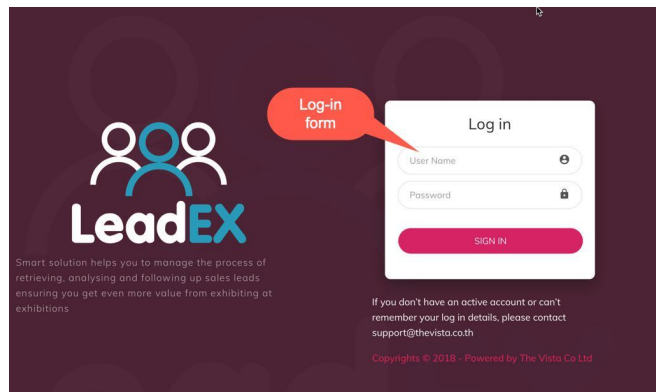 LeadEX
Smart solution helps you to manage the process of
retrieving, analysing and following up sales leads
ensuring you get even more value from exhibiting at
exhibitions
Log-in
form
Log in
User Name
Password
SIGN IN
If you don't have an active account or can't
remember your log in details, please contact
support@thevista.co.th
Copyrights © 2018 - Powered by The Vista Co Ltd